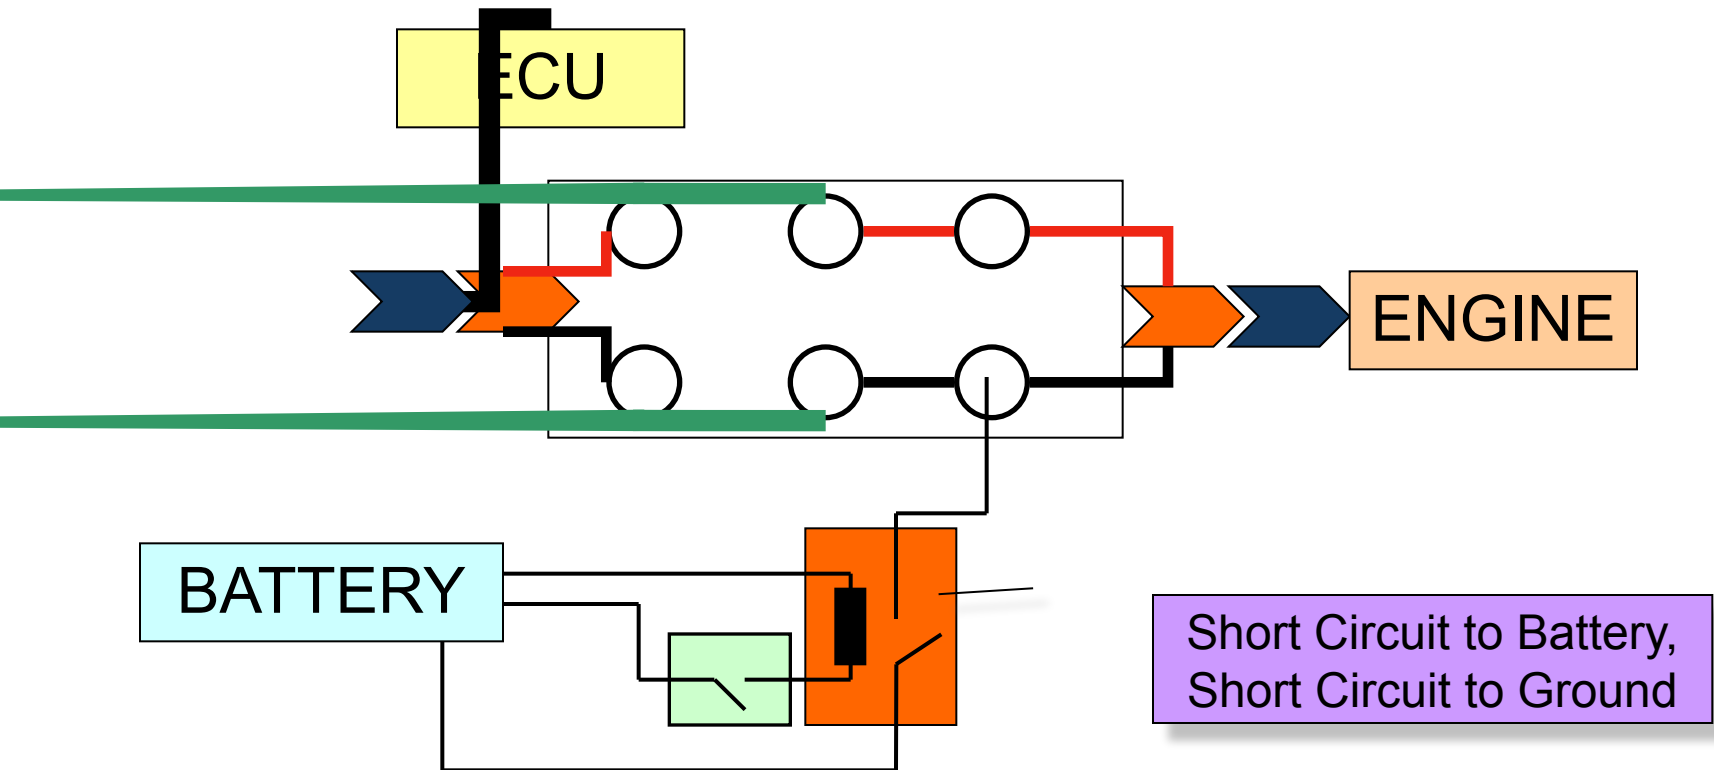 ECU
ENGINE
BATTERY
Short Circuit to Battery,
Short Circuit to Ground